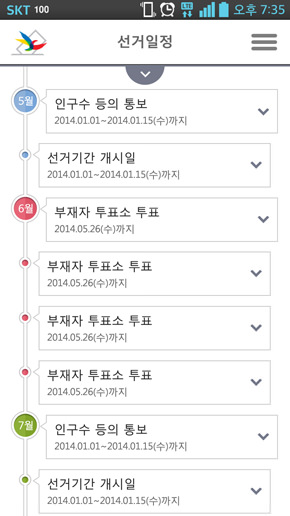 SKT 100 LTE 오후 7:35
선거일정
5월
인구수 등의 통보
2014.01.01~2014.01.15(수)까지
선거기간 개시일
2014.01.01~2014.01.15(수)까지
6월
부재자 투표소 투표
2014.05.26(수)까지
부재자 투표소 투표
2014.05.26(수)까지
부재자 투표소 투표
2014.05.26(수)까지
부재자 투표소 투표
2014.05.26(수)까지
7월
인구수 등의 통보
2014.01.01~2014.01.15(수)까지
선거기간 개시일
2014.01.01~2014.01.15(수)까지